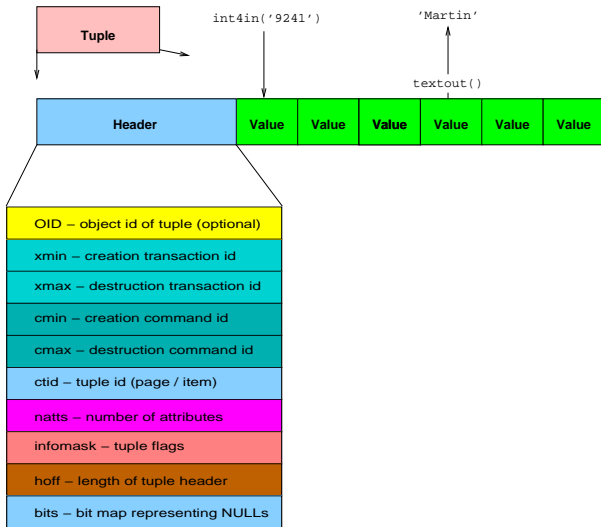 Tuple
int4in('9241')
'Martin'
textout()
Header
Value
Value
Value
Value
Value
Value
OID – object id of tuple (optional)
xmin – creation transaction id
xmax – destruction transaction id
cmin – creation command id
cmax – destruction command id
ctid – tuple id (page / item)
natts – number of attributes
infomask – tuple flags
hoff – length of tuple header
bits – bit map representing NULLs